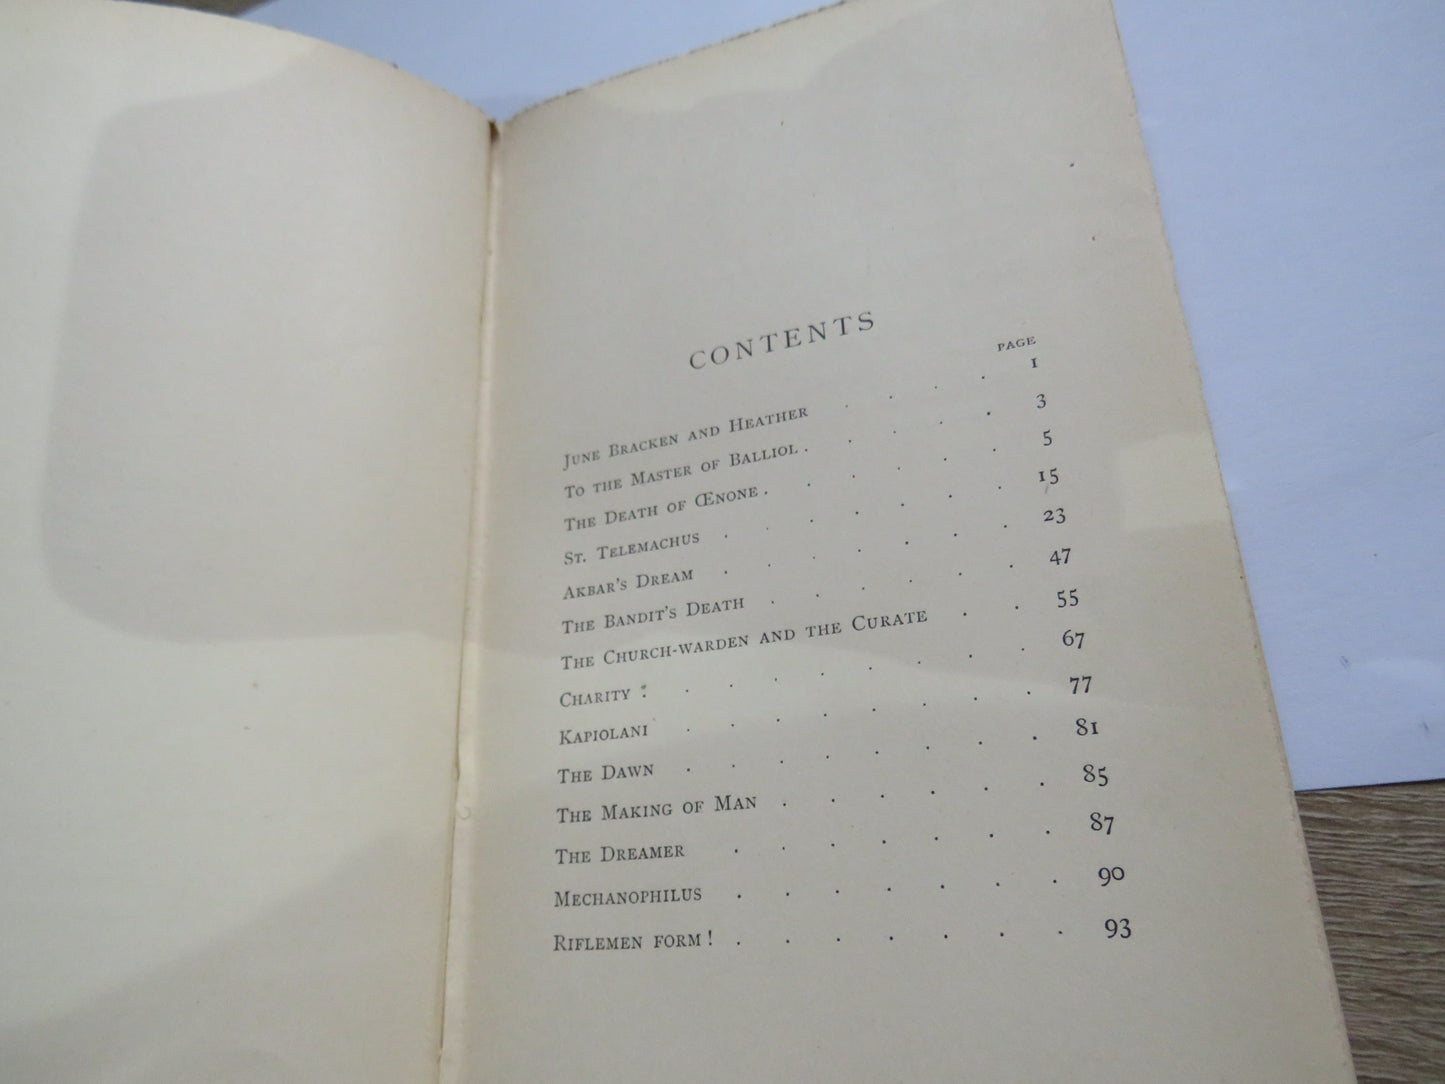 CONTENTS
PAGE
JUNE BRACKEN AND HEATHER . . . . 1
TO THE MASTER OF BALLIOL . . . . . 3
THE DEATH OF ŒNONE . . . . . . 5
ST. TELEMACHUS . . . . . . . 15
AKBAR'S DREAM . . . . . . . 23
THE BANDIT'S DEATH . . . . . . 47
THE CHURCH-WARDEN AND THE CURATE . . 55
CHARITY . . . . . . . . . 67
KAPIOLANI . . . . . . . . 77
THE DAWN . . . . . . . . 81
THE MAKING OF MAN . . . . . . 85
THE DREAMER . . . . . . . 87
MECHANOPHILUS . . . . . . . 90
RIFLEMEN FORM! . . . . . . . 93